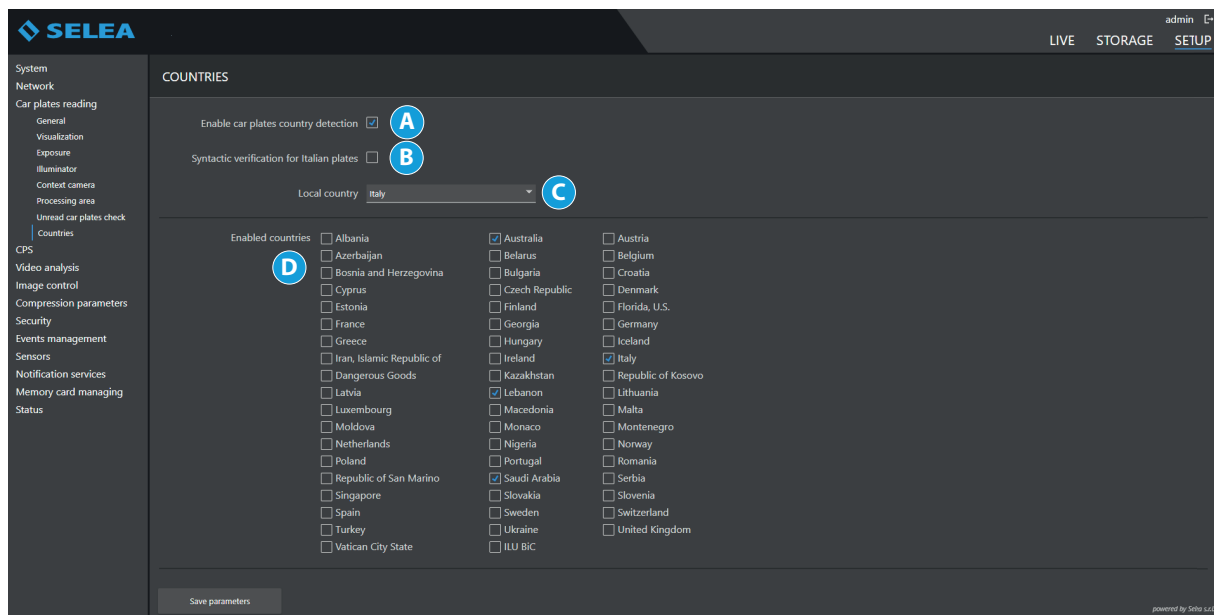 SELEA
admin
LIVE STORAGE SETUP
System
Network
Car plates reading
General
Visualization
Exposure
Illuminator
Context camera
Processing area
Unread car plates check
Countries
CPS
Video analysis
Image control
Compression parameters
Security
Events management
Sensors
Notification services
Memory card managing
Status
COUNTRIES
Enable car plates country detection A
Syntactic verification for Italian plates B
Local country Italy C
Enabled countries Albania Australia Austria
D
Azerbaijan Belarus Belgium
Bosnia and Herzegovina Bulgaria Croatia
Cyprus Czech Republic Denmark
Estonia Finland Florida, U.S.
France Georgia Germany
Greece Hungary Iceland
Iran, Islamic Republic of Ireland Italy
Dangerous Goods Kazakhstan Republic of Kosovo
Latvia Lebanon Lithuania
Luxembourg Macedonia Malta
Moldova Monaco Montenegro
Netherlands Nigeria Norway
Poland Portugal Romania
Republic of San Marino Saudi Arabia Serbia
Singapore Slovakia Slovenia
Spain Sweden Switzerland
Turkey Ukraine United Kingdom
Vatican City State ILU BiC
Save parameters
powered by Selea s.r.l.